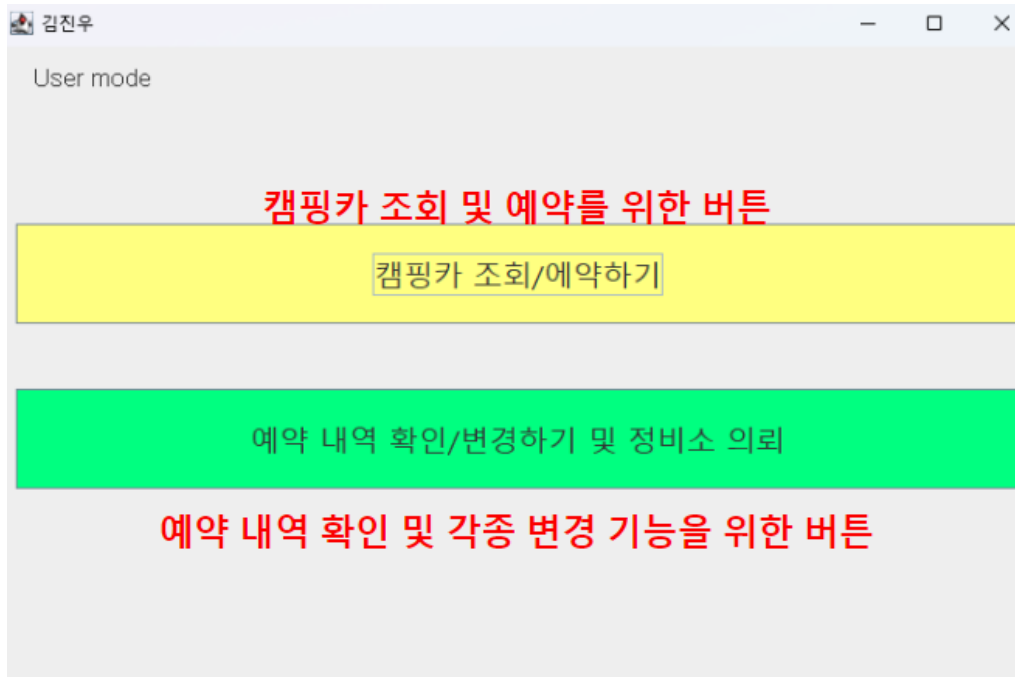 김진우
User mode
캠핑카 조회 및 예약를 위한 버튼
캠핑카 조회/에약하기
예약 내역 확인/변경하기 및 정비소 의뢰
예약 내역 확인 및 각종 변경 기능을 위한 버튼